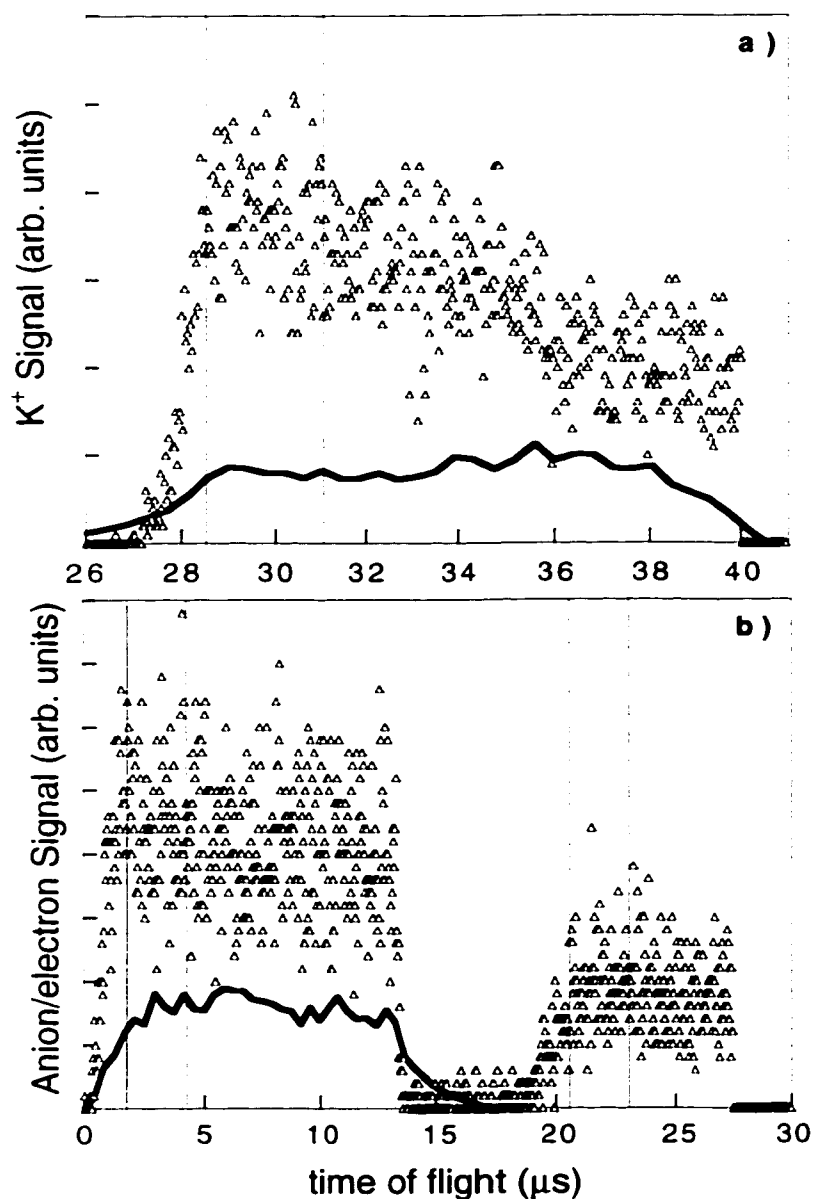 a )
K+ Signal (arb. units)
26 28 30 32 34 36 38 40
b )
Anion/electron Signal (arb. units)
0 5 10 15 20 25 30
time of flight (μs)